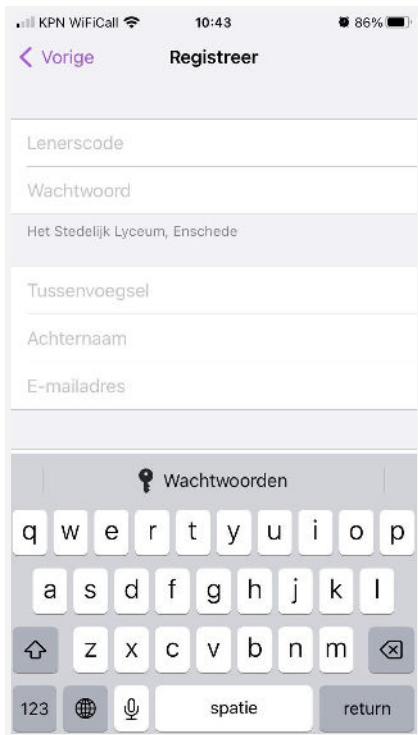 KPN WiFiCall 10:43 86%
Vorige Registreer
Lenerscode
Wachtwoord
Het Stedelijk Lyceum, Enschede
Tussenvoegsel
Achternaam
E-mailadres
Wachtwoorden
q w e r t y u i o p
a s d f g h j k l
z x c v b n m
123 spatie return